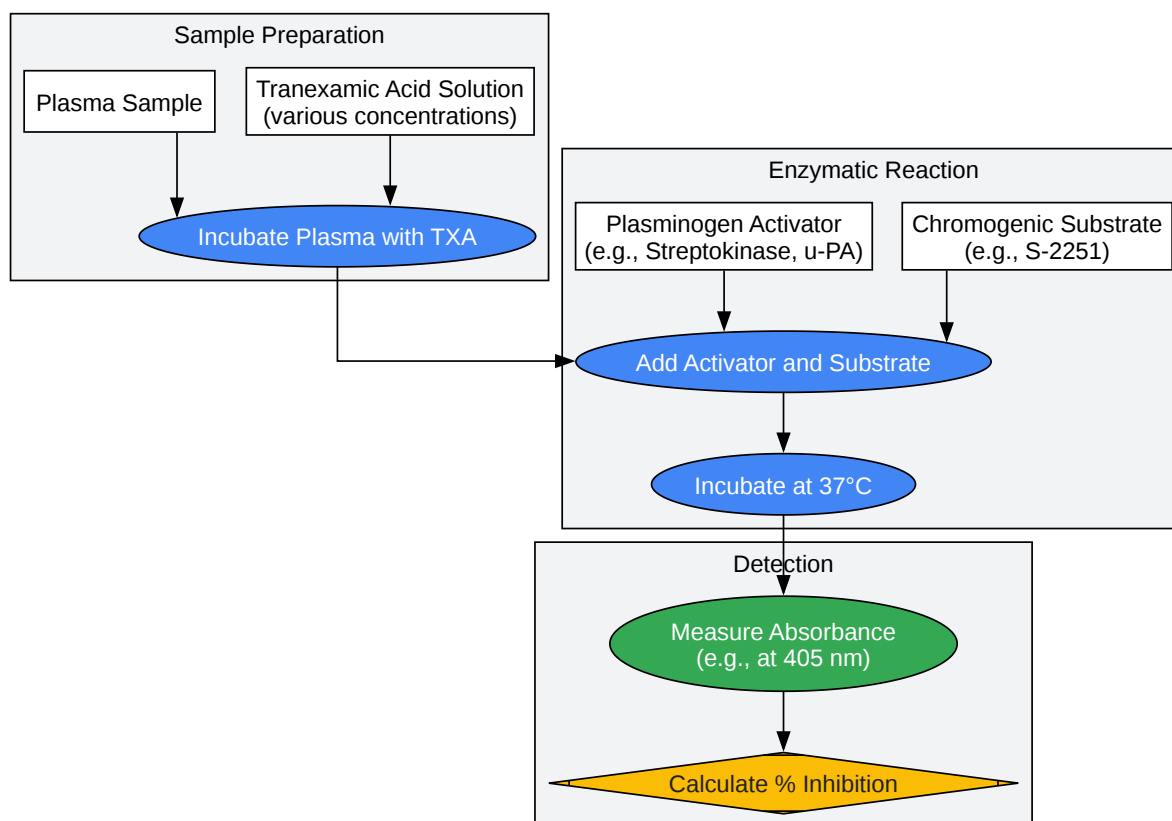 Sample Preparation
Plasma Sample
Tranexamic Acid Solution
(various concentrations)
Incubate Plasma with TXA
Enzymatic Reaction
Plasminogen Activator
(e.g., Streptokinase, u-PA)
Chromogenic Substrate
(e.g., S-2251)
Add Activator and Substrate
Incubate at 37°C
Detection
Measure Absorbance
(e.g., at 405 nm)
Calculate % Inhibition